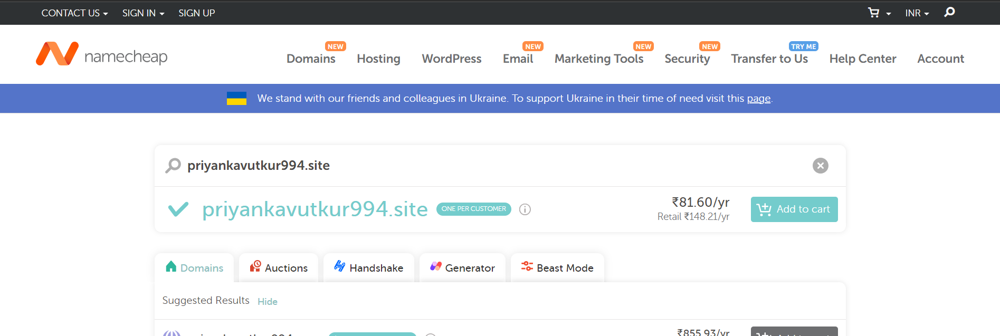 CONTACT US SIGN IN SIGN UP INR
namecheap
Domains NEW Hosting WordPress Email NEW Marketing Tools NEW Security NEW Transfer to Us TRY ME Help Center Account
We stand with our friends and colleagues in Ukraine. To support Ukraine in their time of need visit this page.
priyankavutkur994.site
priyankavutkur994.site ONE PER CUSTOMER ₹81.60/yr Add to cart
Retail ₹148.21/yr
Domains Auctions Handshake Generator Beast Mode
Suggested Results Hide
₹855.93/yr